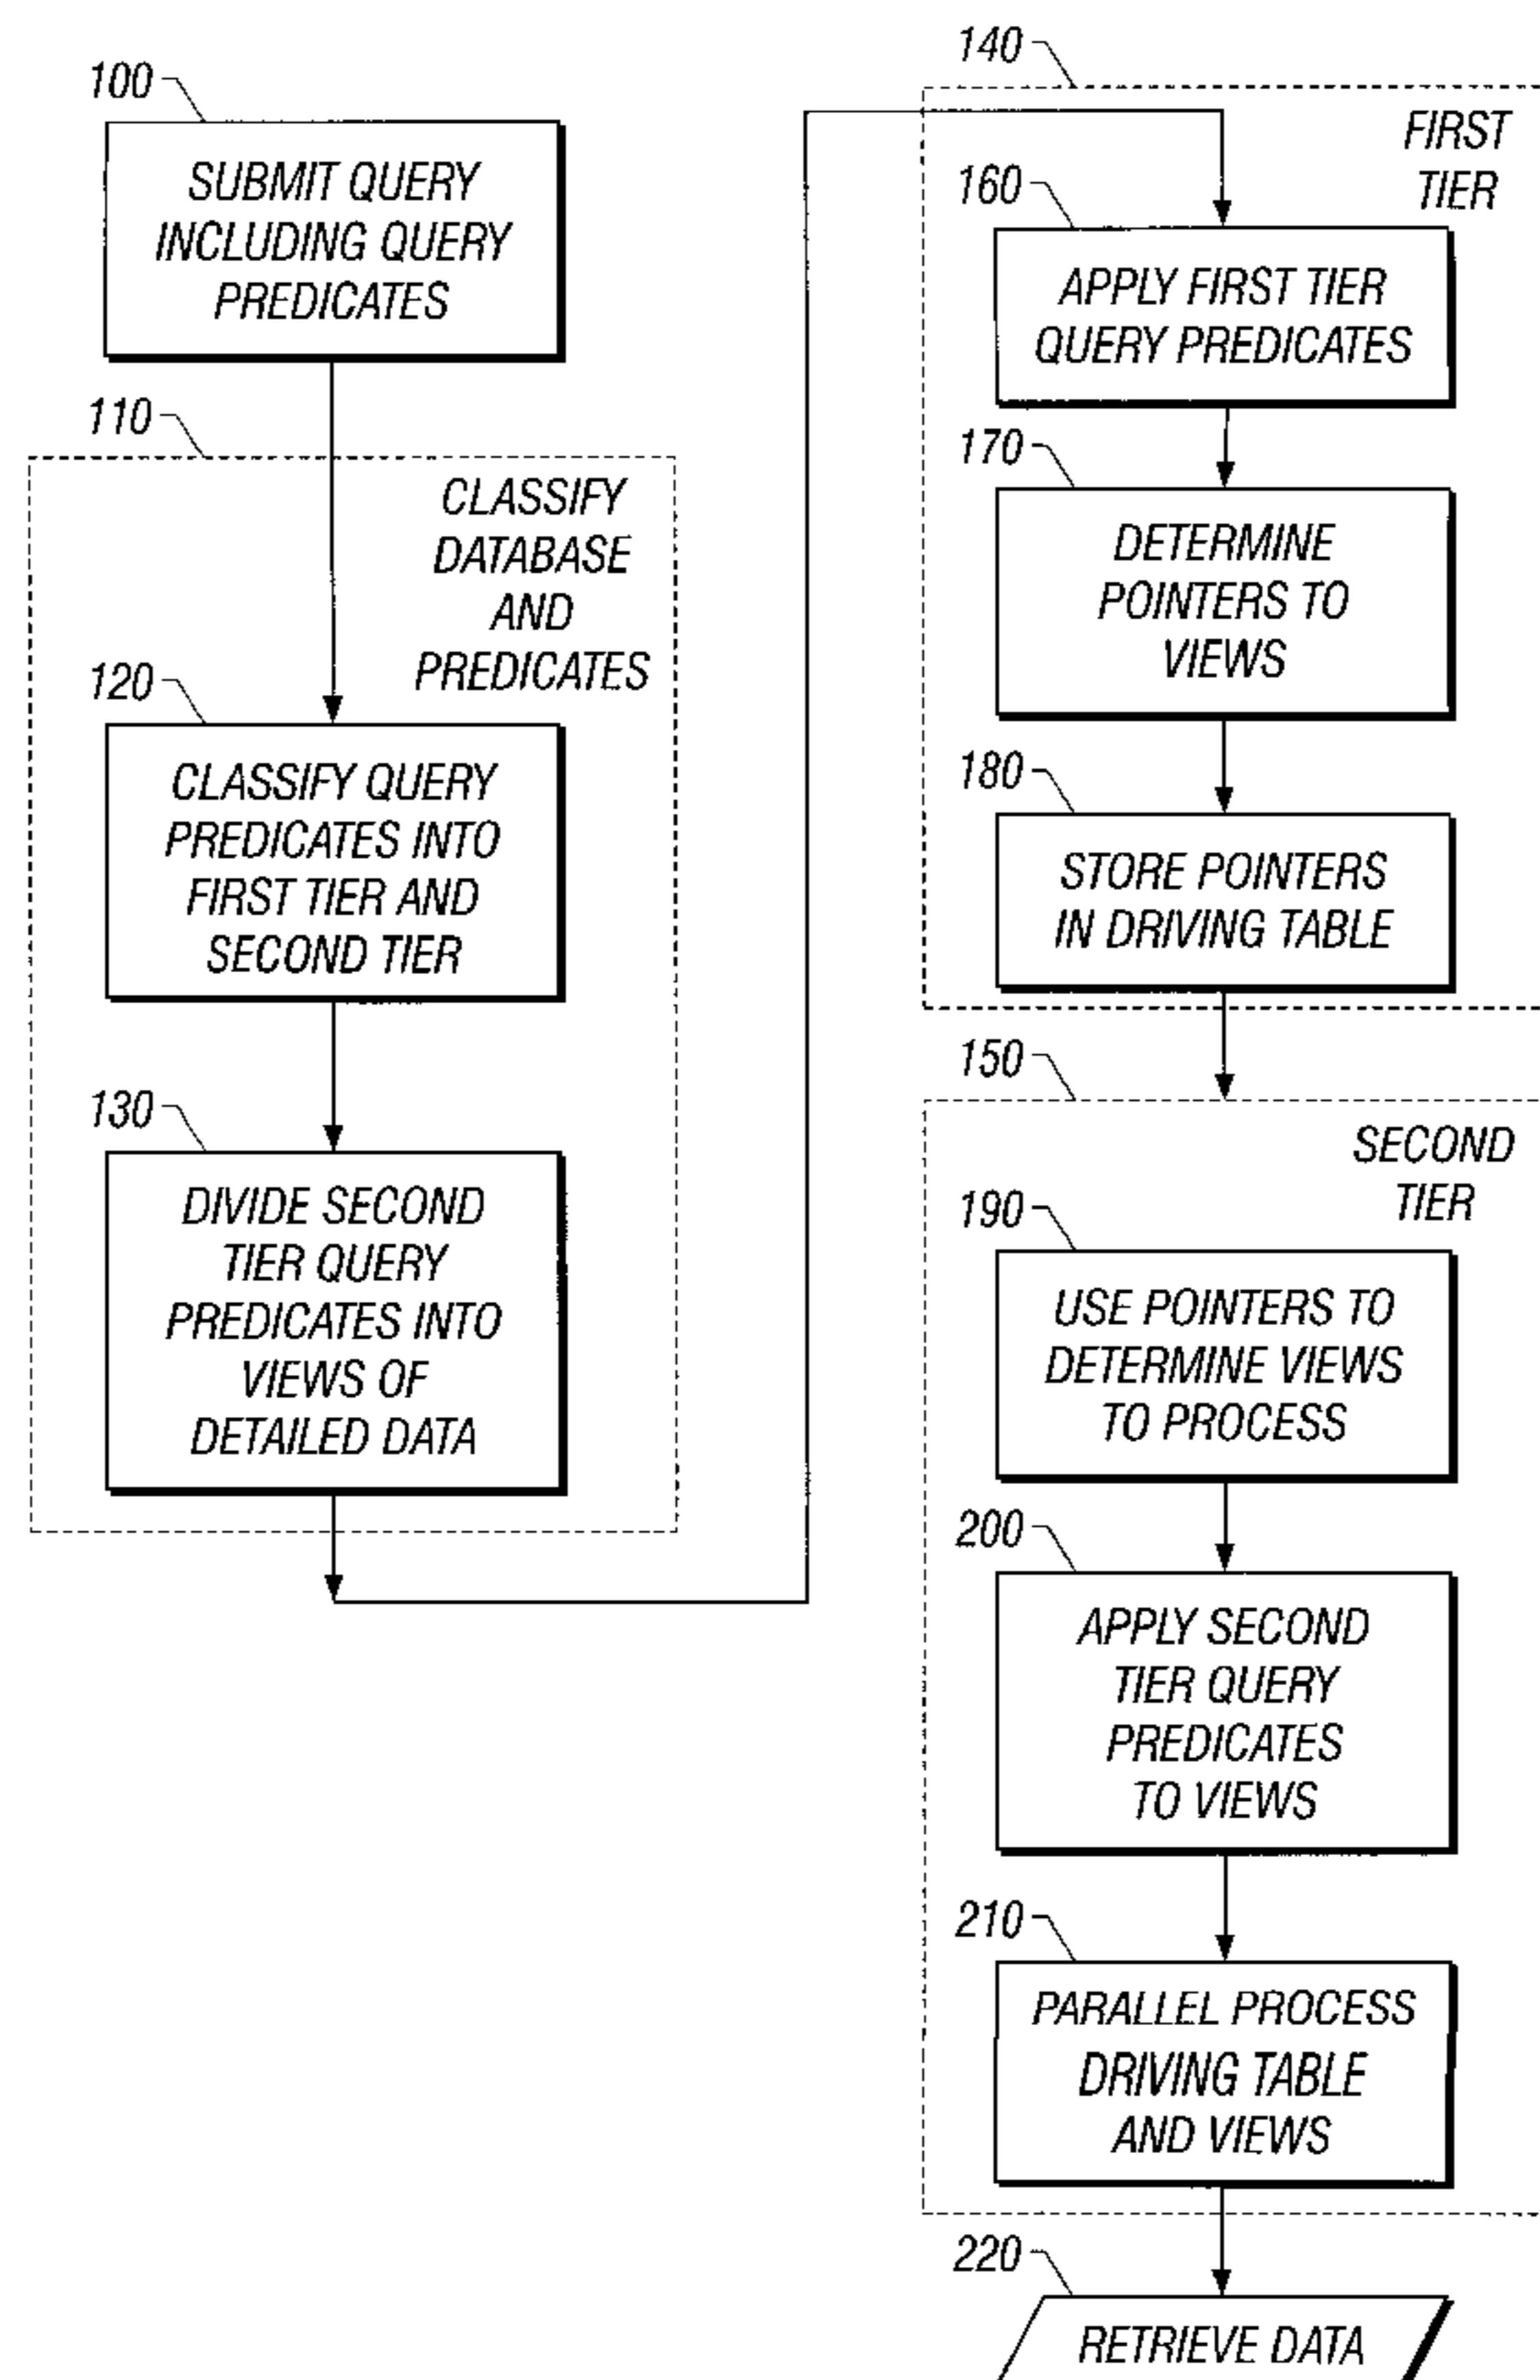 100
SUBMIT QUERY
INCLUDING QUERY
PREDICATES
110
CLASSIFY
DATABASE
AND
PREDICATES
120
CLASSIFY QUERY
PREDICATES INTO
FIRST TIER AND
SECOND TIER
130
DIVIDE SECOND
TIER QUERY
PREDICATES INTO
VIEWS OF
DETAILED DATA
140
FIRST
TIER
160
APPLY FIRST TIER
QUERY PREDICATES
170
DETERMINE
POINTERS TO
VIEWS
180
STORE POINTERS
IN DRIVING TABLE
150
SECOND
TIER
190
USE POINTERS TO
DETERMINE VIEWS
TO PROCESS
200
APPLY SECOND
TIER QUERY
PREDICATES
TO VIEWS
210
PARALLEL PROCESS
DRIVING TABLE
AND VIEWS
220
RETRIEVE DATA